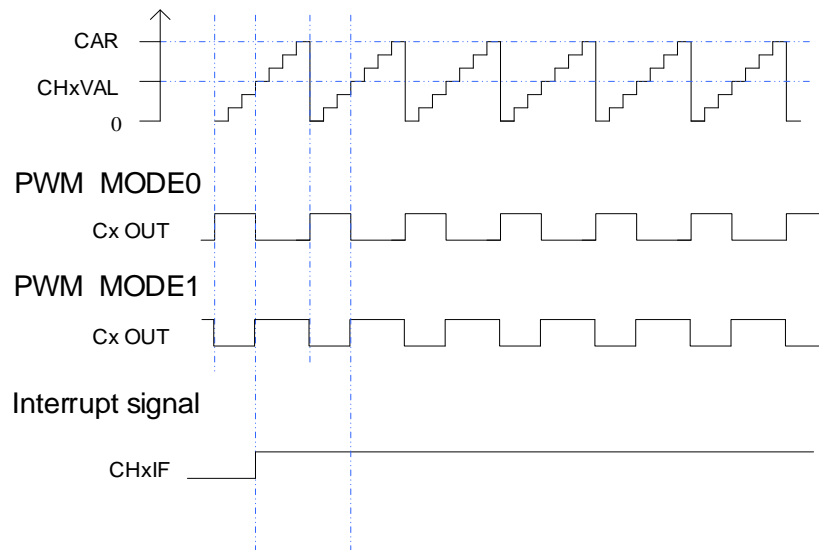 CAR
CHxVAL
0
PWM MODE0
Cx OUT
PWM MODE1
Cx OUT
Interrupt signal
CHxIF